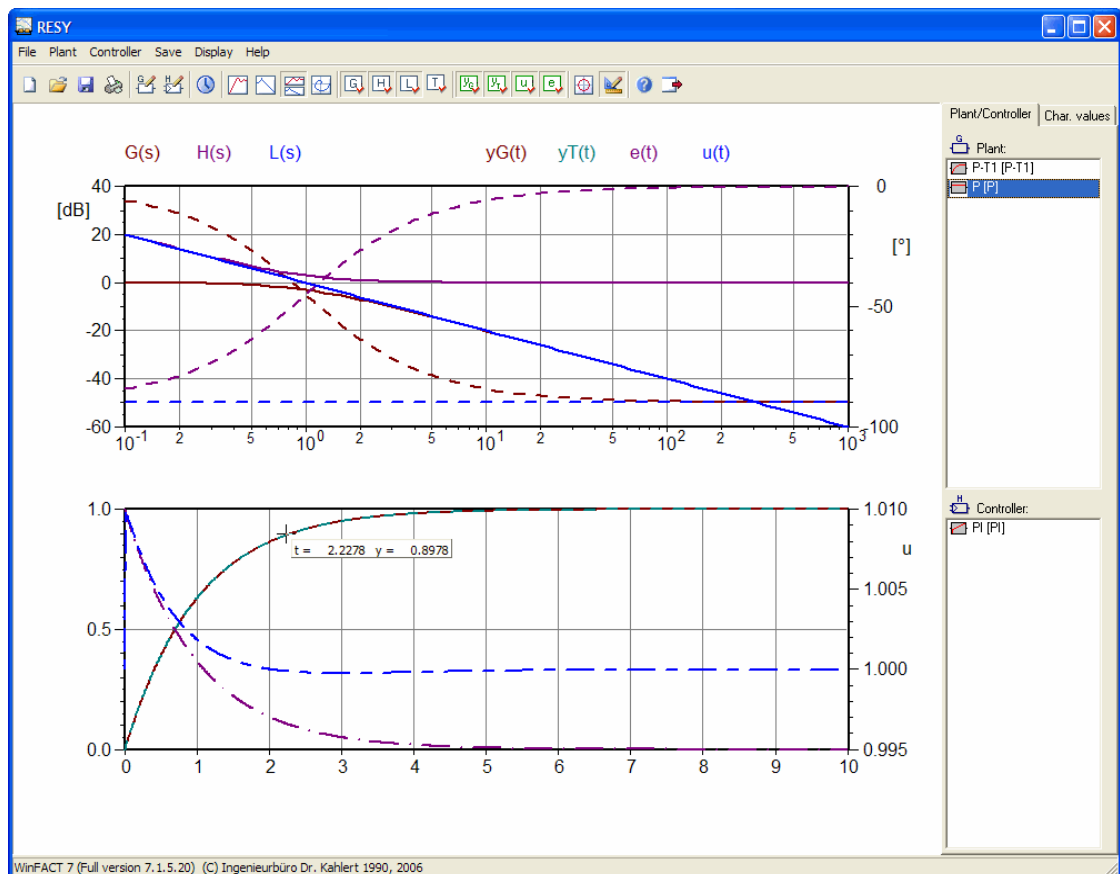 RESY
File Plant Controller Save Display Help
G H L T yG yT u e
Plant/Controller Char. values
G
Plant:
P-T1 [P-T1]
P [P]
G(s) H(s) L(s) yG(t) yT(t) e(t) u(t)
40 0
[dB]
20 [°]
0
-50
-20
-40
-60 -100
10-1 2 5 100 2 5 101 2 5 102 2 5 103
H
Controller:
PI [PI]
1.0 1.010
t = 2.2278 y = 0.8978
u
1.005
0.5
1.000
0.0 0.995
0 1 2 3 4 5 6 7 8 9 10
WinFACT 7 (Full version 7.1.5.20) (C) Ingenieurbüro Dr. Kahlert 1990, 2006